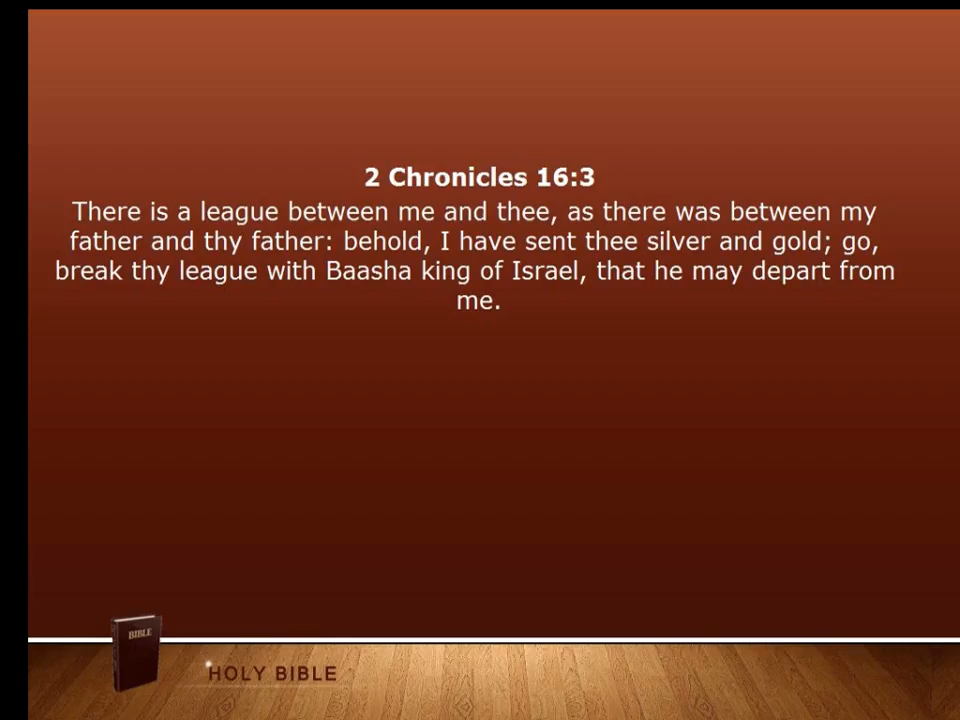 2 Chronicles 16:3
There is a league between me and thee, as there was between my
father and thy father: behold, I have sent thee silver and gold; go,
break thy league with Baasha king of Israel, that he may depart from
me.
BIBLE
HOLY BIBLE